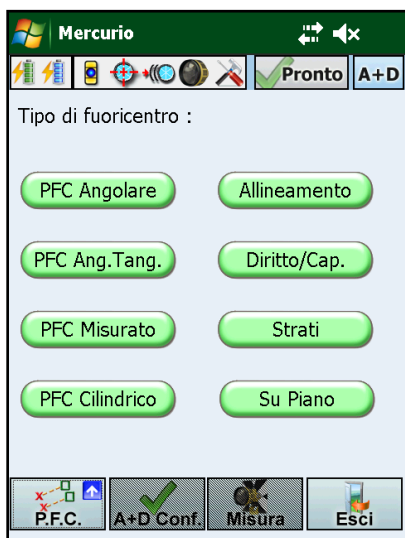 Mercurio
Pronto A+D
Tipo di fuoricentro :
PFC Angolare Allineamento
PFC Ang.Tang. Diritto/Cap.
PFC Misurato Strati
PFC Cilindrico Su Piano
P.F.C. A+D Conf. Misura Esci